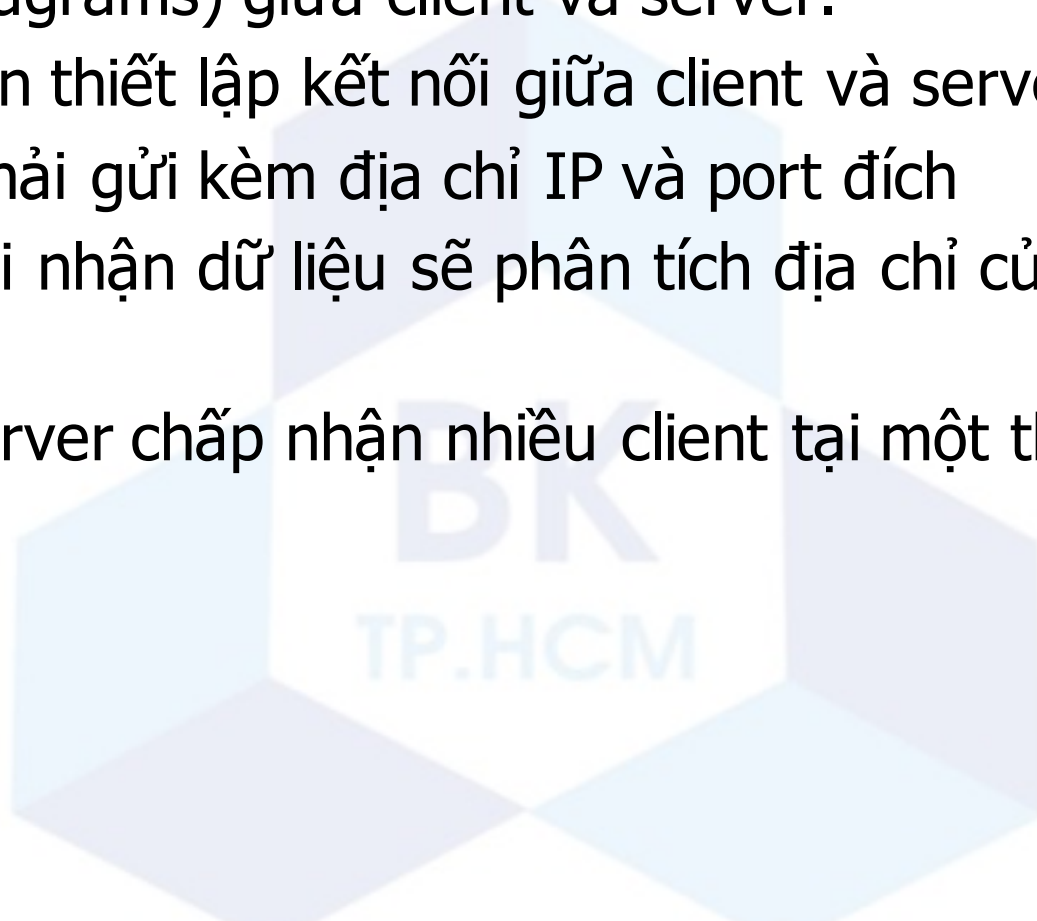 agrams) giữa client và server.
n thiết lập kết nối giữa client và serv
hải gửi kèm địa chỉ IP và port đích
i nhận dữ liệu sẽ phân tích địa chỉ củ
rver chấp nhận nhiều client tại một th
BK
TP.HCM